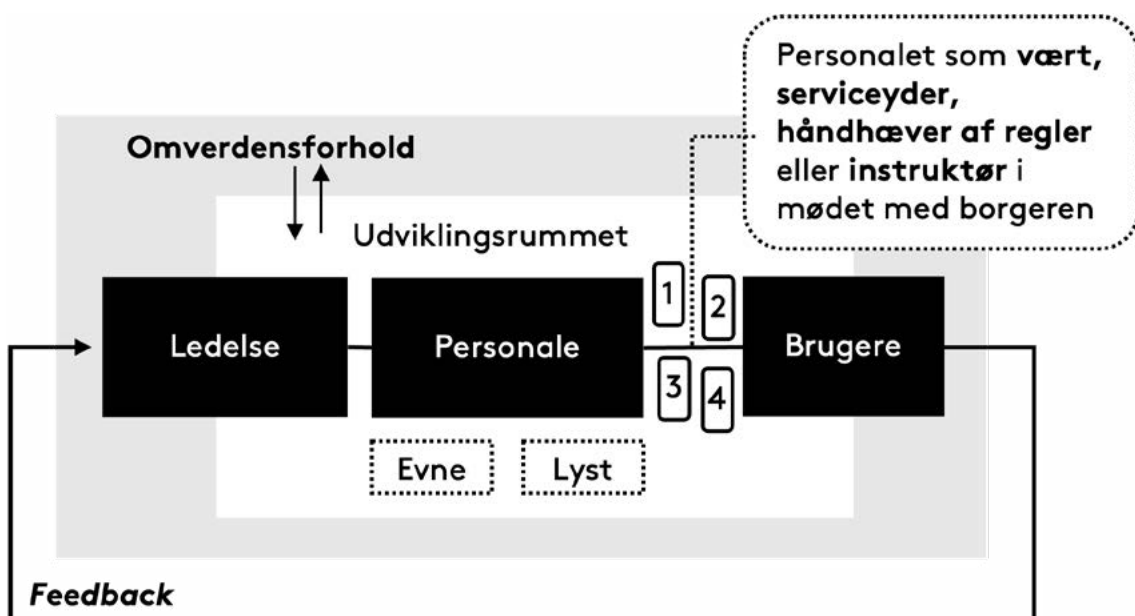 Personalet som vært,
serviceyder,
håndhæver af regler
eller instruktør i
mødet med borgeren
Omverdensforhold
Udviklingsrummet
Ledelse
Personale
1
2
3
4
Brugere
Evne
Lyst
Feedback